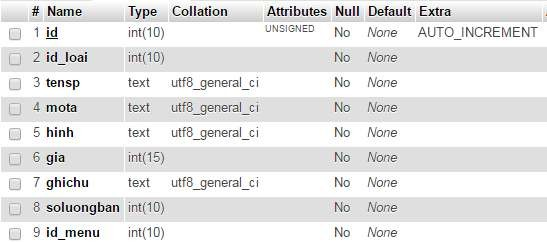 # Name Type Collation Attributes Null Default Extra
1 id int(10) UNSIGNED No None AUTO_INCREMENT
2 id_loai int(10) No None
3 tensp text utf8_general_ci No None
4 mota text utf8_general_ci No None
5 hinh text utf8_general_ci No None
6 gia int(15) No None
7 ghichu text utf8_general_ci No None
8 soluongban int(10) No None
9 id_menu int(10) No None